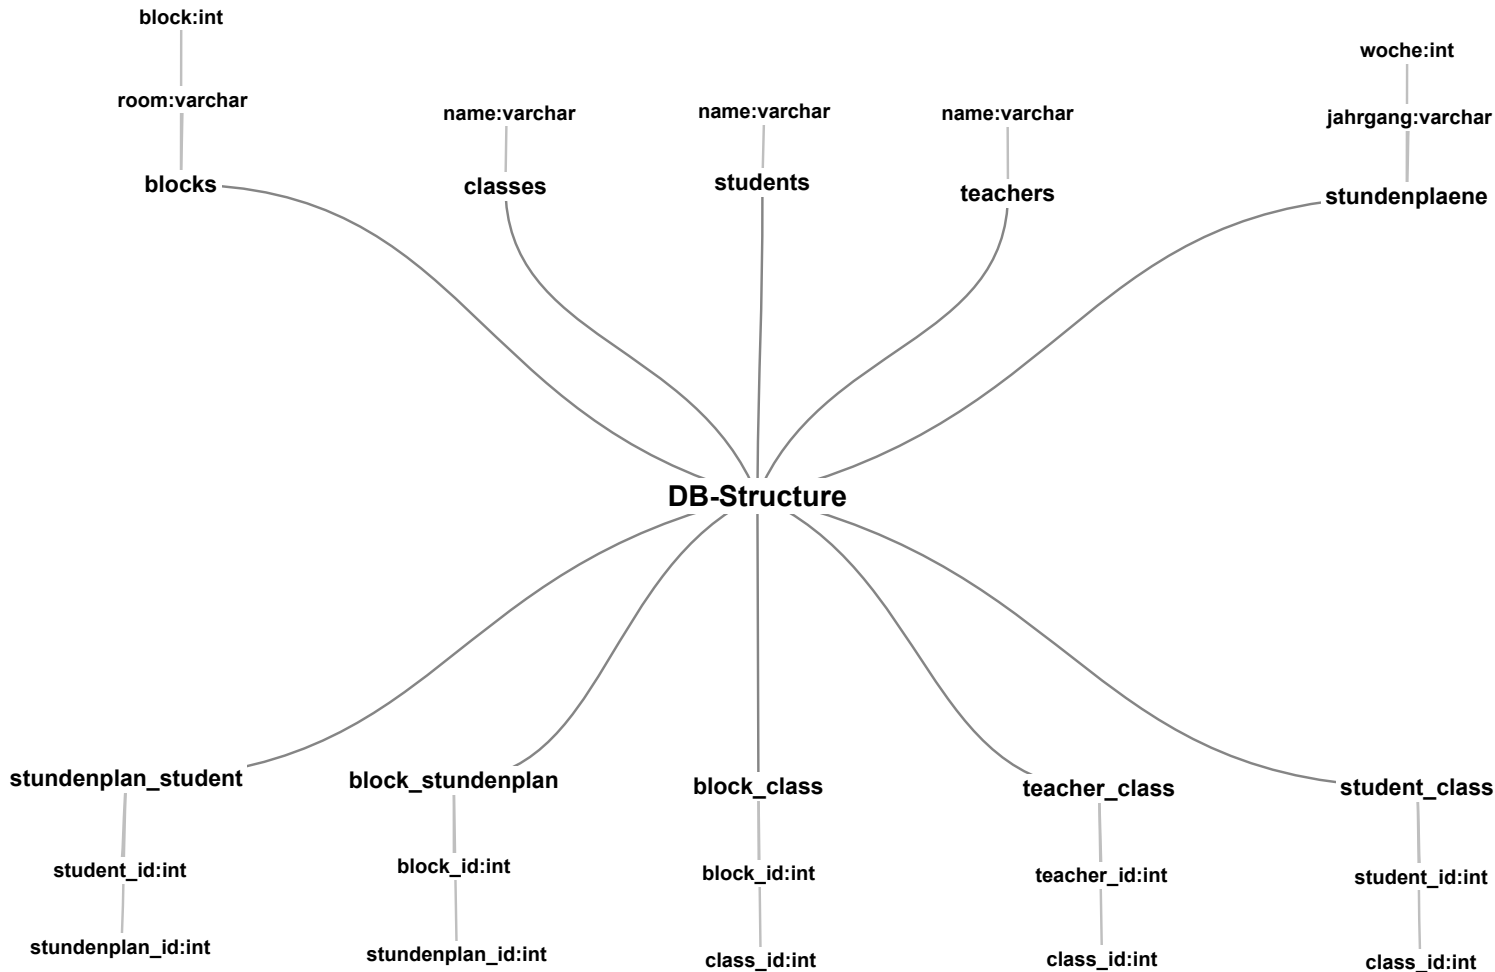 block:int
woche:int
room:varchar
name:varchar
name:varchar
name:varchar
jahrgang:varchar
blocks
classes
students
teachers
stundenplaene
DB-Structure
stundenplan_student
block_stundenplan
block_class
teacher_class
student_class
student_id:int
block_id:int
block_id:int
teacher_id:int
student_id:int
stundenplan_id:int
stundenplan_id:int
class_id:int
class_id:int
class_id:int